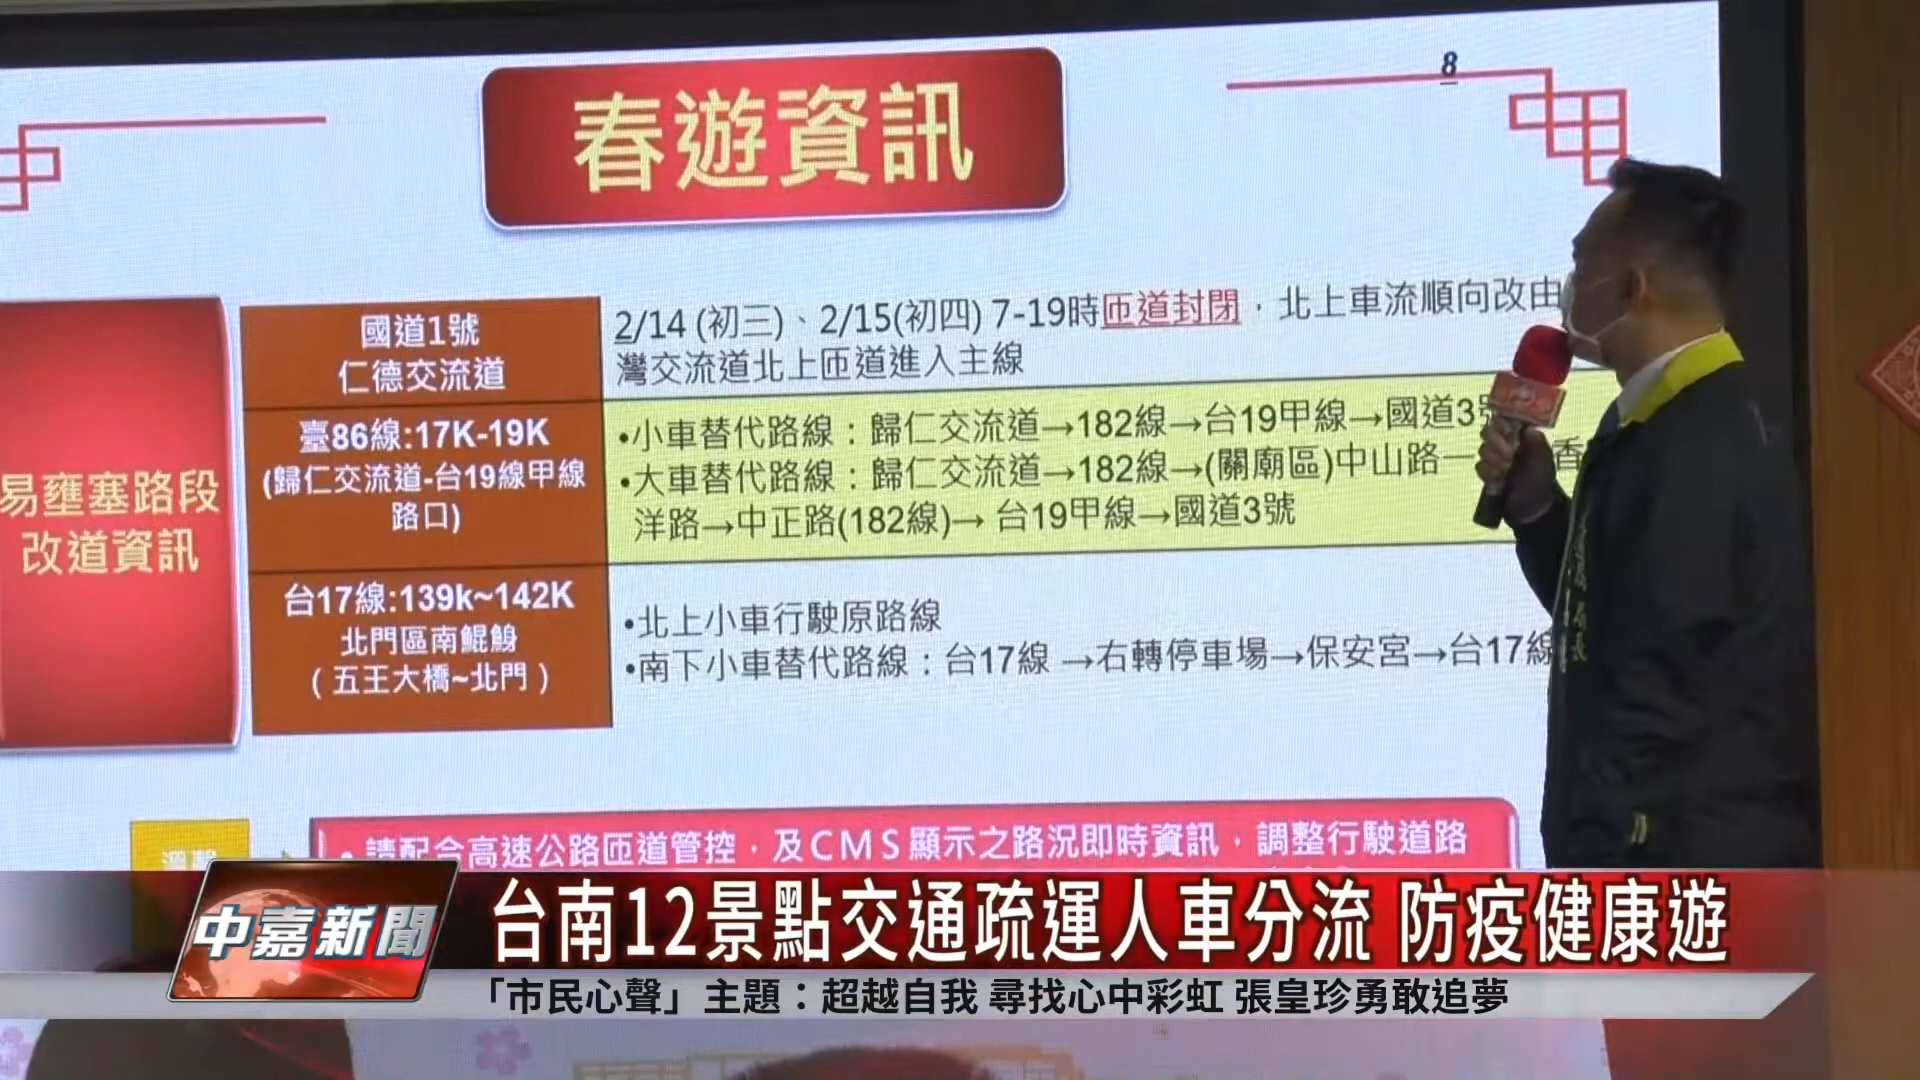 8
春遊資訊
易壅塞路段
改道資訊
國道1號
仁德交流道
2/14 (初三)、2/15(初四) 7-19時匝道封閉，北上車流順向改由
灣交流道北上匝道進入主線
臺86線:17K-19K
(歸仁交流道-台19線甲線
路口)
•小車替代路線：歸仁交流道→182線→台19甲線→國道3號
•大車替代路線：歸仁交流道→182線→(關廟區)中山路一
香
洋路→中正路(182線)→ 台19甲線→國道3號
台17線:139k~142K
北門區南鯤鯓
( 五王大橋~北門 )
•北上小車行駛原路線
•南下小車替代路線：台17線 →右轉停車場→保安宮→台17線
• 請配合高速公路匝道管控，及CMS顯示之路況即時資訊，調整行駛道路
中嘉新聞
台南12景點交通疏運人車分流 防疫健康遊
「市民心聲」主題：超越自我 尋找心中彩虹 張皇珍勇敢追夢